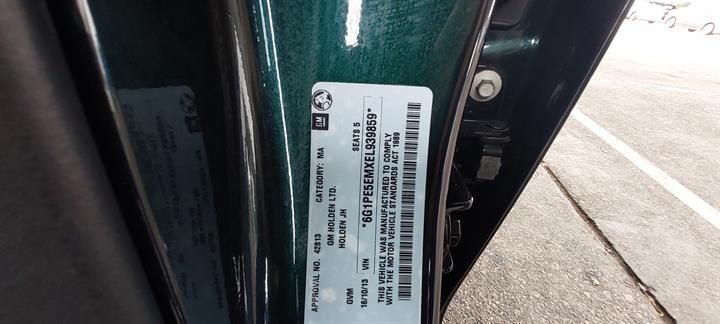 GM
APPROVAL NO. 42813 CATEGORY: MA
GM HOLDEN LTD.
HOLDEN JH
GVM SEATS 5
16/10/13 VIN *6G1PE5EMXEL939859*
THIS VEHICLE WAS MANUFACTURED TO COMPLY
WITH THE MOTOR VEHICLE STANDARDS ACT 1989